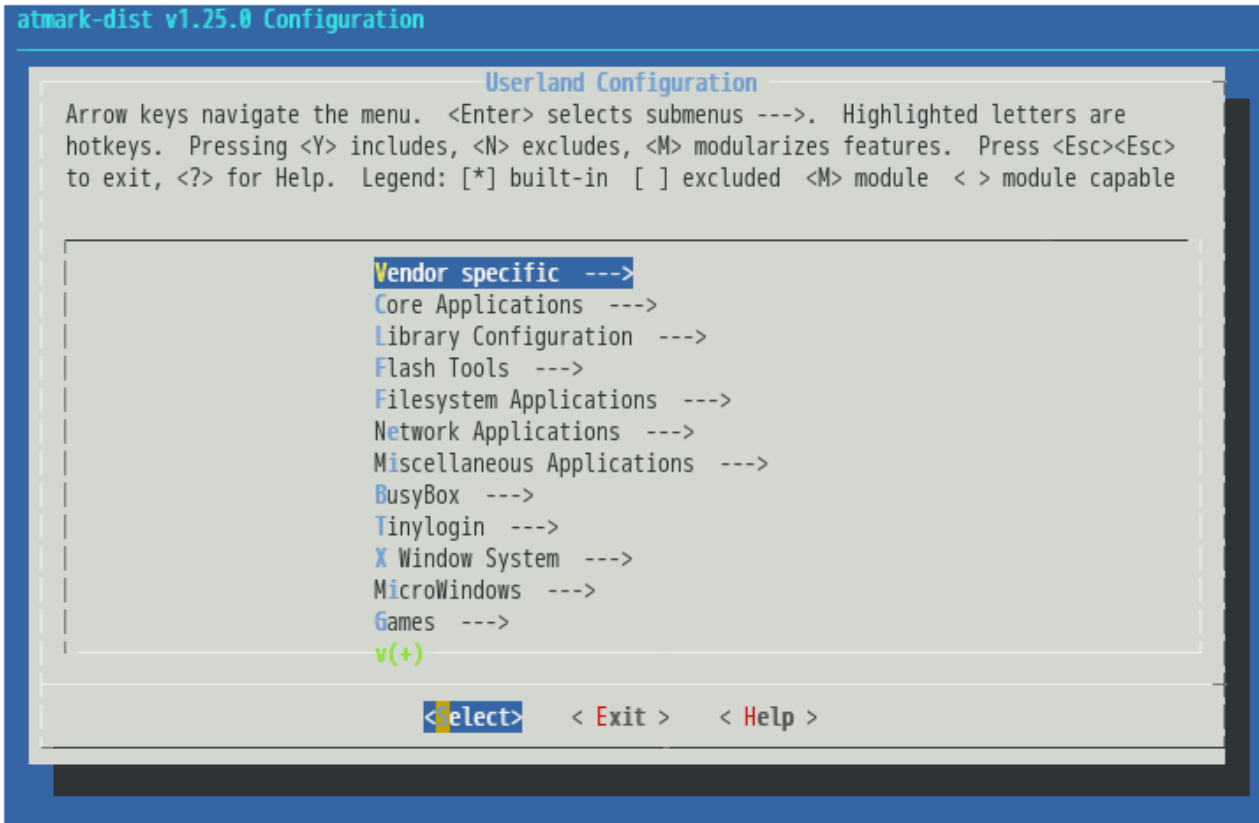 atmark-dist v1.25.0 Configuration
Userland Configuration
Arrow keys navigate the menu.  <Enter> selects submenus --->.  Highlighted letters are
hotkeys.  Pressing <Y> includes, <N> excludes, <M> modularizes features.  Press <Esc><Esc>
to exit, <?> for Help.  Legend: [*] built-in  [ ] excluded  <M> module  < > module capable
Vendor specific  --->
Core Applications  --->
Library Configuration  --->
Flash Tools  --->
Filesystem Applications  --->
Network Applications  --->
Miscellaneous Applications  --->
BusyBox  --->
Tinylogin  --->
X Window System  --->
MicroWindows  --->
Games  --->
v(+)
<Select>    < Exit >    < Help >